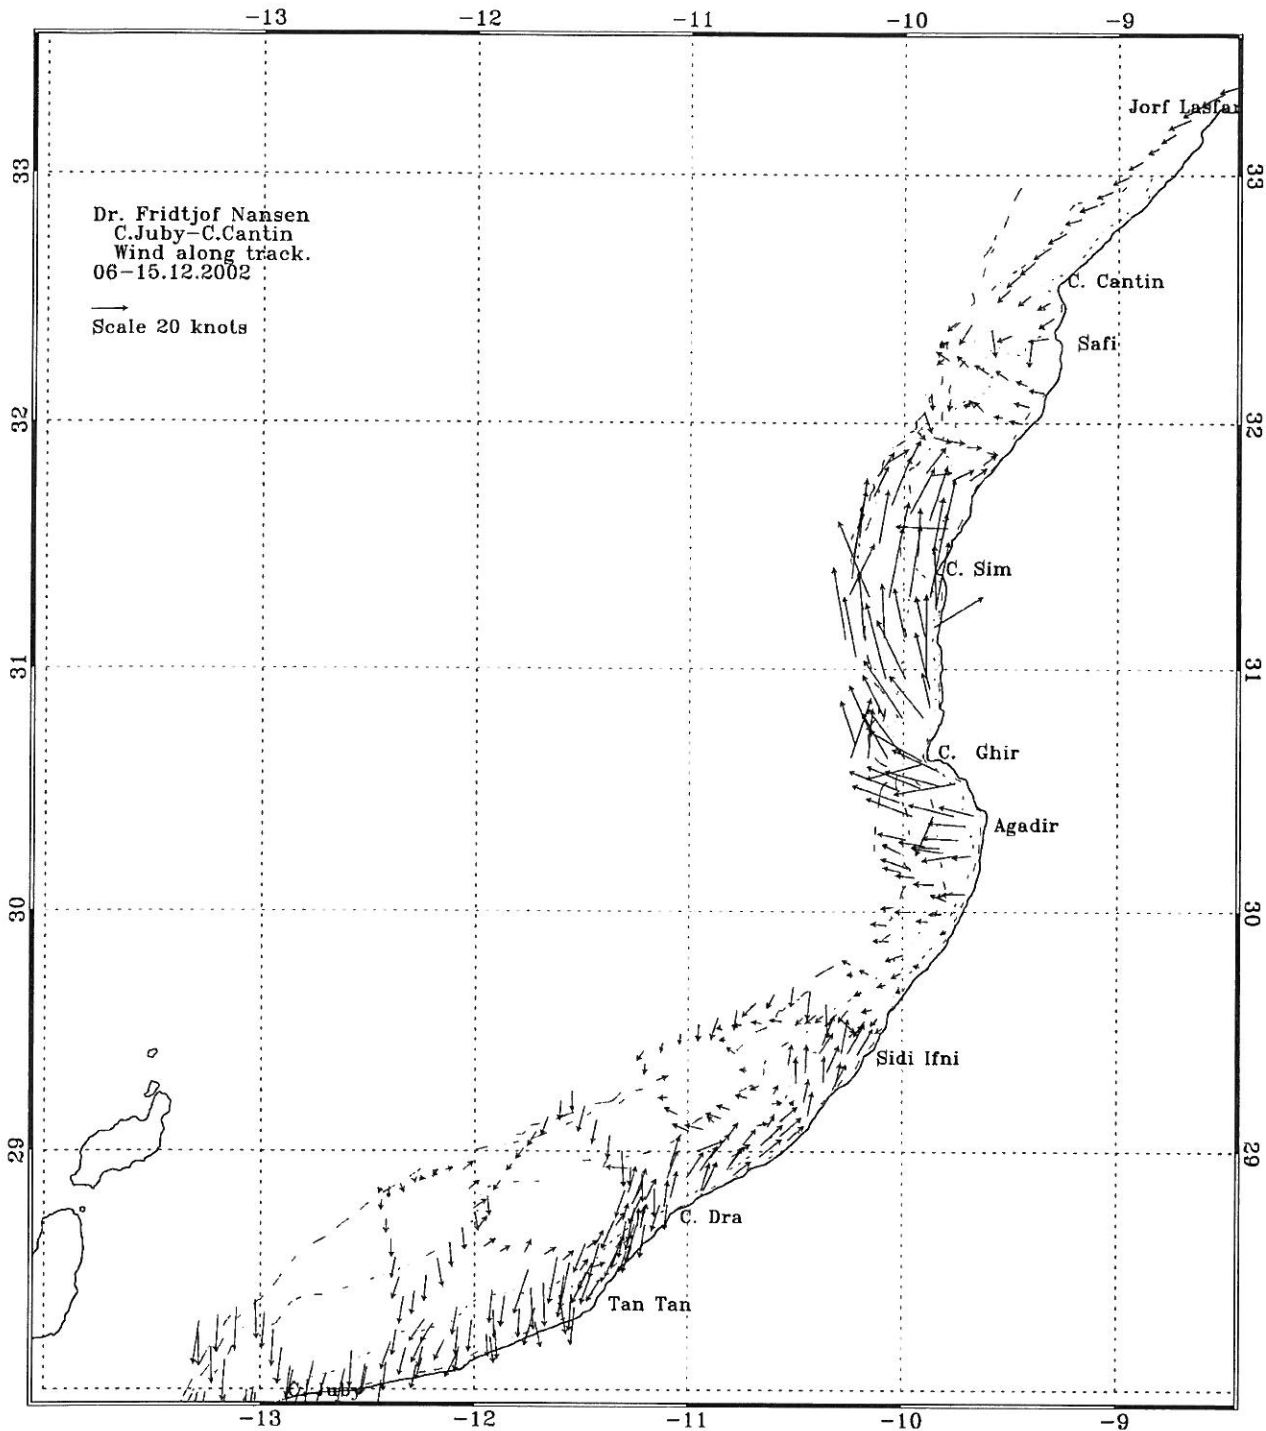 -13 -12 -11 -10 -9
Jorf Lasfar
33 33
Dr. Fridtjof Nansen
C.Juby-C.Cantin
Wind along track.
06-15.12.2002
C. Cantin
Scale 20 knots
Safi
32 32
C. Sim
31 31
C. Ghir
Agadir
30 30
Sidi Ifni
29 29
C. Dra
Tan Tan
C. Juby
-13 -12 -11 -10 -9